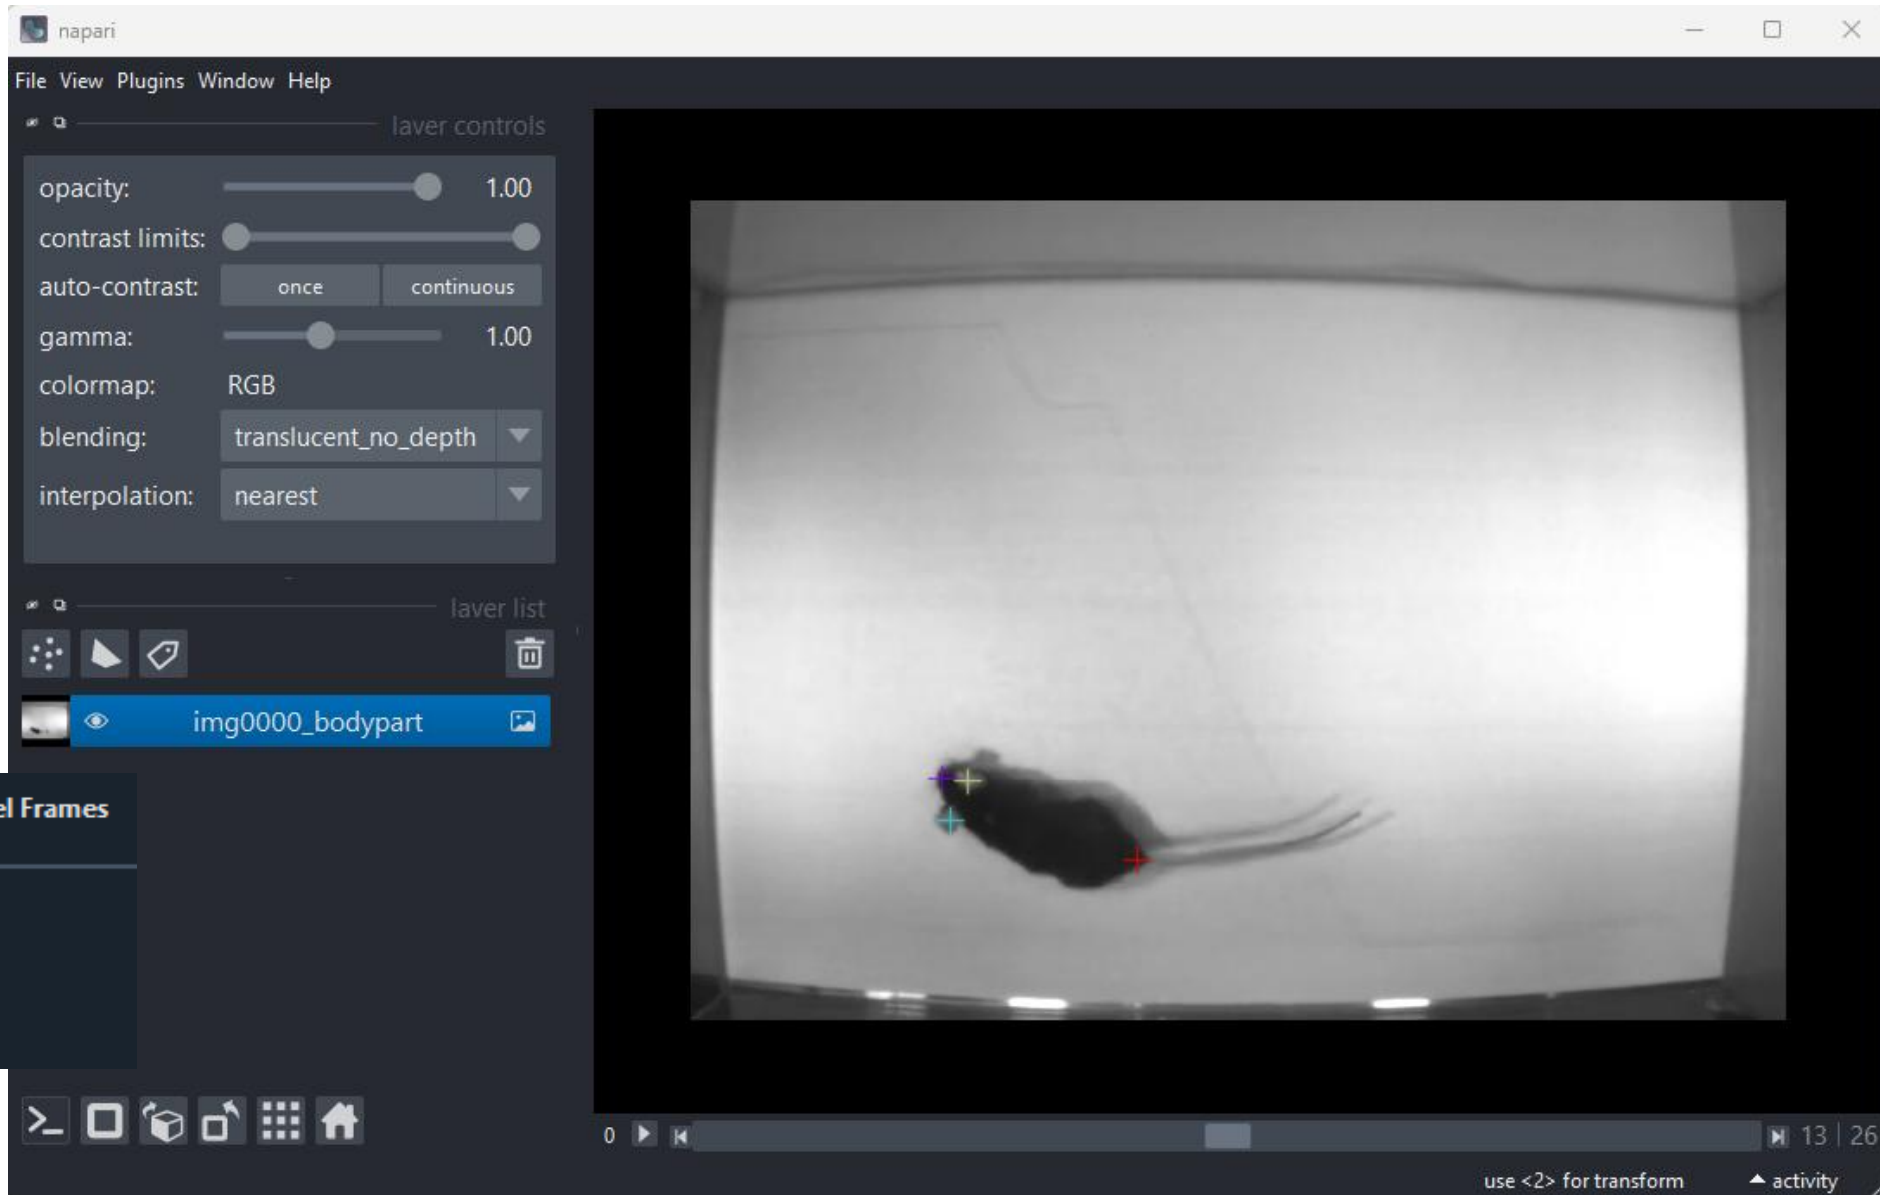 napari
File View Plugins Window Help
layer controls
opacity: 1.00
contrast limits:
auto-contrast: once continuous
gamma: 1.00
colormap: RGB
blending: translucent_no_depth
interpolation: nearest
layer list
img0000_bodypart
el Frames
0 13 | 26
use <2> for transform activity